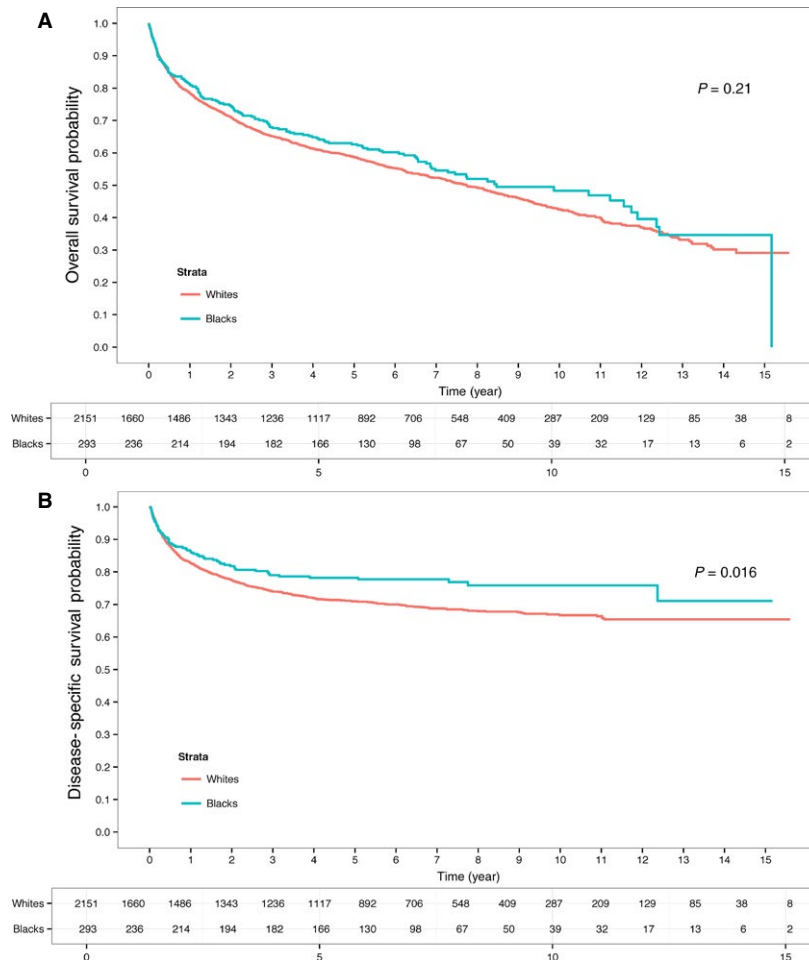 A
Overall survival probability
1.0
0.9
0.8
0.7
0.6
0.5
0.4
0.3
0.2
0.1
0.0
P = 0.21
Strata
Whites
Blacks
0 1 2 3 4 5 6 7 8 9 10 11 12 13 14 15
Time (year)
Whites 2151 1660 1486 1343 1236 1117 892 706 548 409 287 209 129 85 38 8
Blacks 293 236 214 194 182 166 130 98 67 50 39 32 17 13 6 2
0 5 10 15
B
Disease- specific survival probability
1.0
0.9
0.8
0.7
0.6
0.5
0.4
0.3
0.2
0.1
0.0
P = 0.016
Strata
Whites
Blacks
0 1 2 3 4 5 6 7 8 9 10 11 12 13 14 15
Time (year)
Whites 2151 1660 1486 1343 1236 1117 892 706 548 409 287 209 129 85 38 8
Blacks 293 236 214 194 182 166 130 98 67 50 39 32 17 13 6 2
0 5 10 15